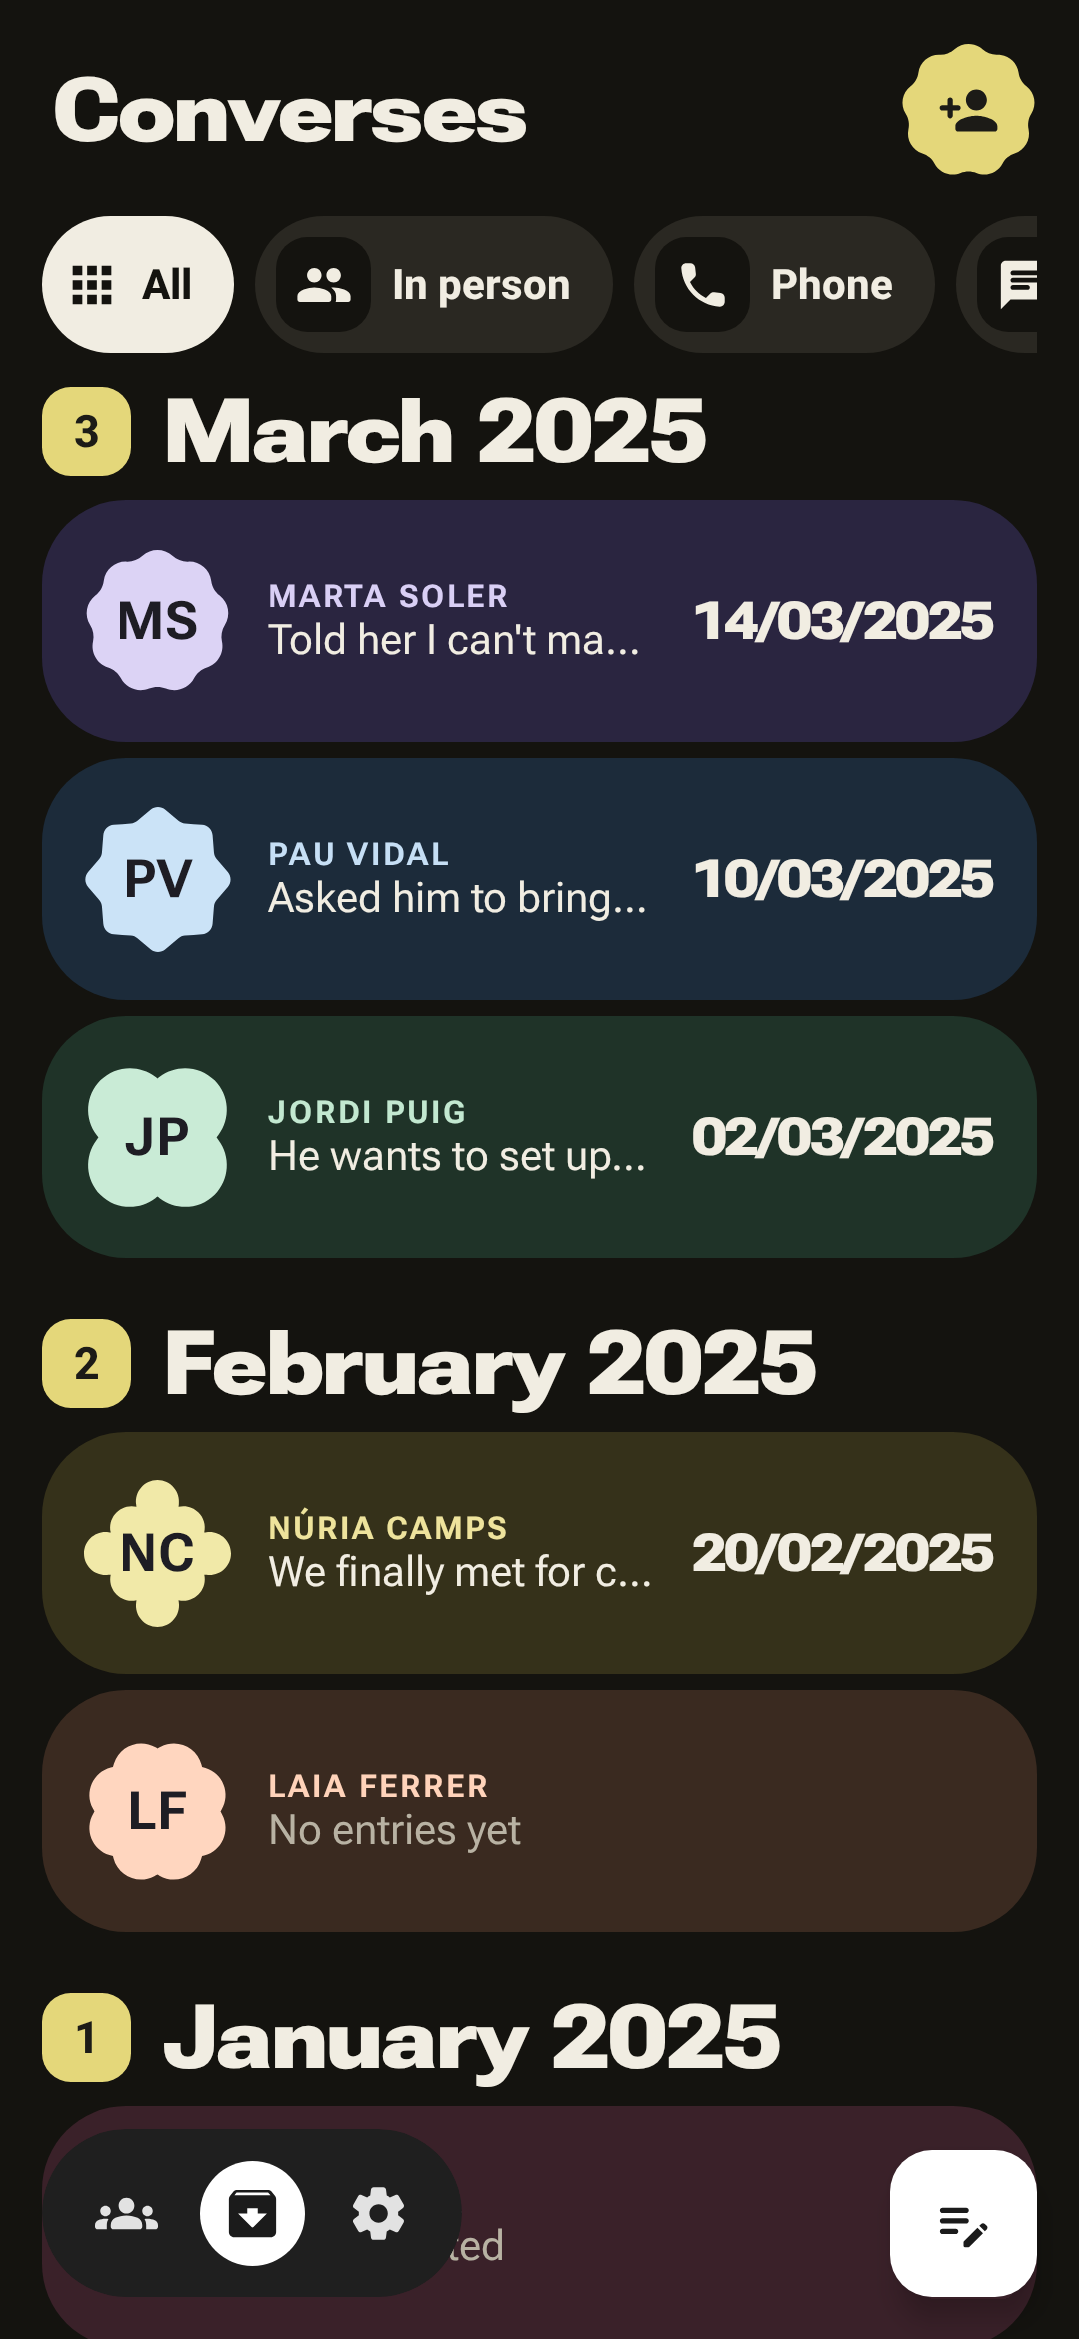 Converses
All
In person
Phone
3
March 2025
MS
MARTA SOLER
Told her I can't ma...
14/03/2025
PV
PAU VIDAL
Asked him to bring...
10/03/2025
JP
JORDI PUIG
He wants to set up...
02/03/2025
2
February 2025
NC
NÚRIA CAMPS
We finally met for c...
20/02/2025
LF
LAIA FERRER
No entries yet
1
January 2025